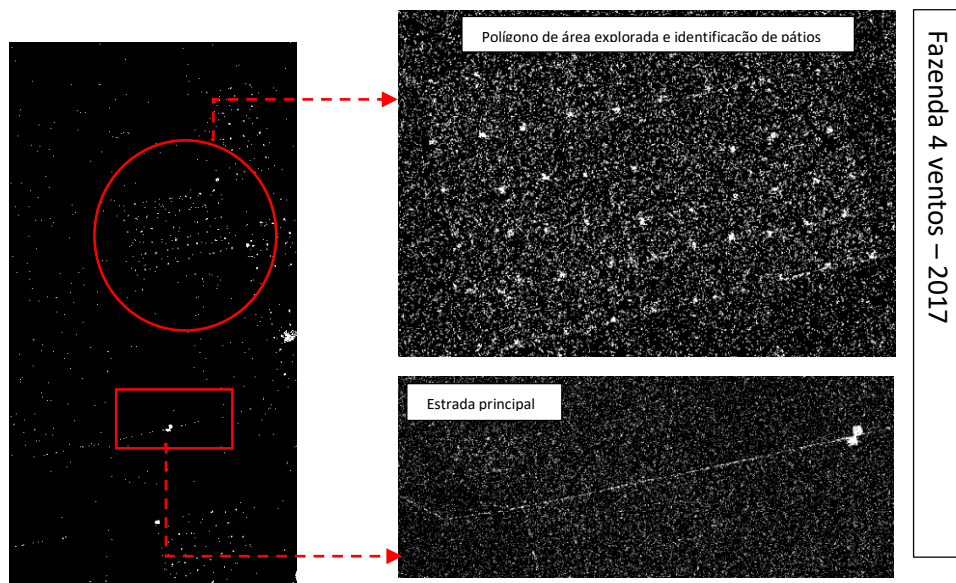 Polígono de área explorada e identificação de pátios
Estrada principal
Fazenda 4 ventos – 2017